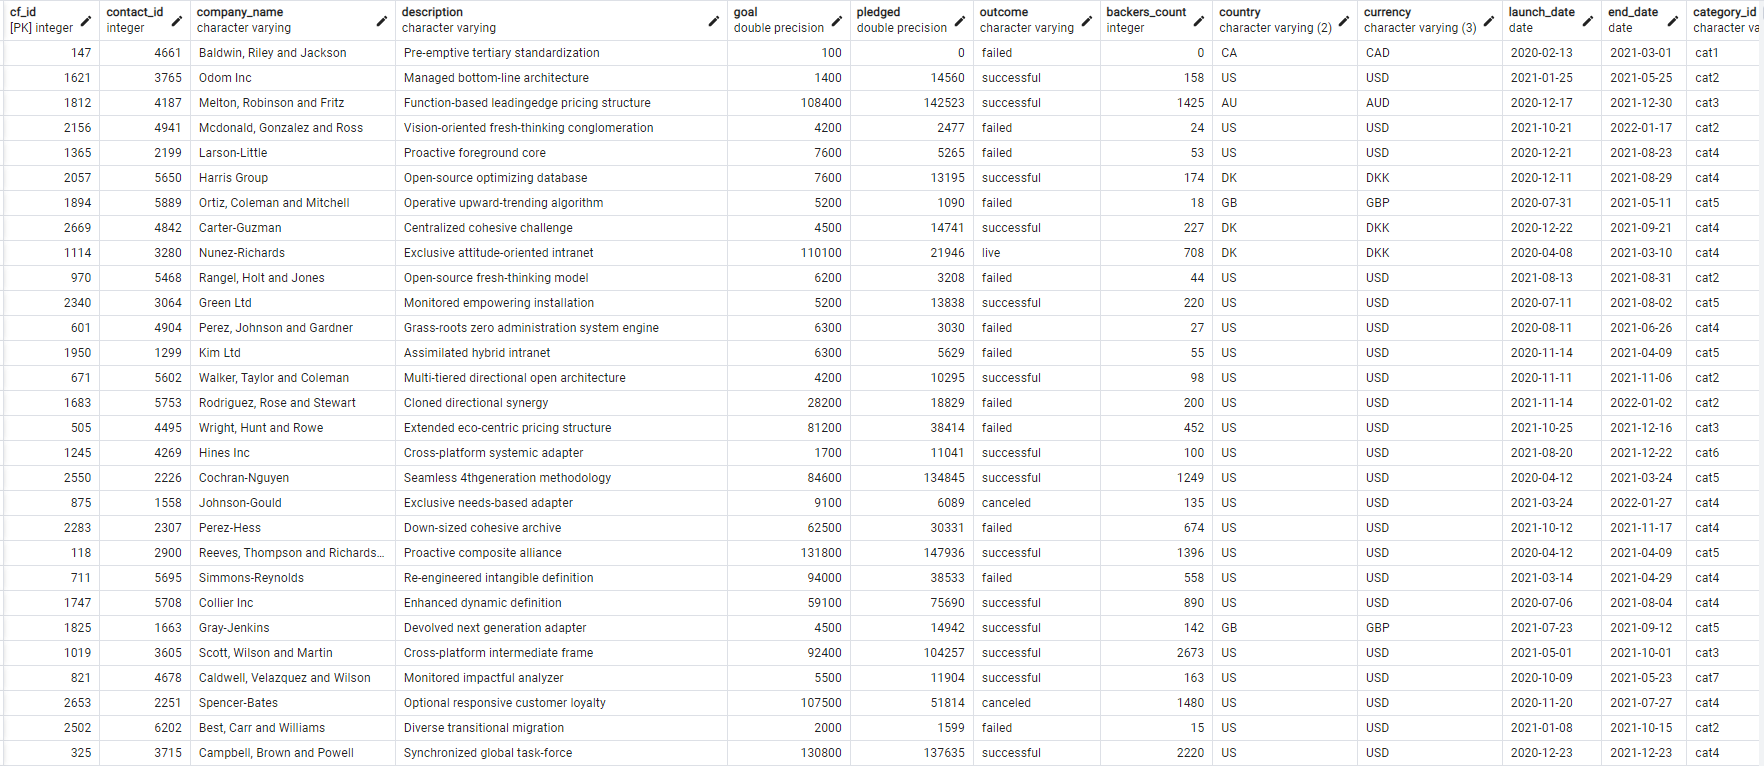 cf_id contact_id company_name description goal pledged outcome backers_count country currency launch_date end_date category_id
[PK] integer integer character varying character varying double precision double precision character varying integer character varying (2) character varying (3) date date character va
147 4661 Baldwin, Riley and Jackson Pre-emptive tertiary standardization 100 0 failed 0 CA CAD 2020-02-13 2021-03-01 cat1
1621 3765 Odom Inc Managed bottom-line architecture 1400 14560 successful 158 US USD 2021-01-25 2021-05-25 cat2
1812 4187 Melton, Robinson and Fritz Function-based leadingedge pricing structure 108400 142523 successful 1425 AU AUD 2020-12-17 2021-12-30 cat3
2156 4941 Mcdonald, Gonzalez and Ross Vision-oriented fresh-thinking conglomeration 4200 2477 failed 24 US USD 2021-10-21 2022-01-17 cat2
1365 2199 Larson-Little Proactive foreground core 7600 5265 failed 53 US USD 2020-12-21 2021-08-23 cat4
2057 5650 Harris Group Open-source optimizing database 7600 13195 successful 174 DK DKK 2020-12-11 2021-08-29 cat4
1894 5889 Ortiz, Coleman and Mitchell Operative upward-trending algorithm 5200 1090 failed 18 GB GBP 2020-07-31 2021-05-11 cat5
2669 4842 Carter-Guzman Centralized cohesive challenge 4500 14741 successful 227 DK DKK 2020-12-22 2021-09-21 cat4
1114 3280 Nunez-Richards Exclusive attitude-oriented intranet 110100 21946 live 708 DK DKK 2020-04-08 2021-03-10 cat4
970 5468 Rangel, Holt and Jones Open-source fresh-thinking model 6200 3208 failed 44 US USD 2021-08-13 2021-08-31 cat2
2340 3064 Green Ltd Monitored empowering installation 5200 13838 successful 220 US USD 2020-07-11 2021-08-02 cat5
601 4904 Perez, Johnson and Gardner Grass-roots zero administration system engine 6300 3030 failed 27 US USD 2020-08-11 2021-06-26 cat4
1950 1299 Kim Ltd Assimilated hybrid intranet 6300 5629 failed 55 US USD 2020-11-14 2021-04-09 cat5
671 5602 Walker, Taylor and Coleman Multi-tiered directional open architecture 4200 10295 successful 98 US USD 2020-11-11 2021-11-06 cat2
1683 5753 Rodriguez, Rose and Stewart Cloned directional synergy 28200 18829 failed 200 US USD 2021-11-14 2022-01-02 cat2
505 4495 Wright, Hunt and Rowe Extended eco-centric pricing structure 81200 38414 failed 452 US USD 2021-10-25 2021-12-16 cat3
1245 4269 Hines Inc Cross-platform systemic adapter 1700 11041 successful 100 US USD 2021-08-20 2021-12-22 cat6
2550 2226 Cochran-Nguyen Seamless 4thgeneration methodology 84600 134845 successful 1249 US USD 2020-04-12 2021-03-24 cat5
875 1558 Johnson-Gould Exclusive needs-based adapter 9100 6089 canceled 135 US USD 2021-03-24 2022-01-27 cat4
2283 2307 Perez-Hess Down-sized cohesive archive 62500 30331 failed 674 US USD 2021-10-12 2021-11-17 cat4
118 2900 Reeves, Thompson and Richards... Proactive composite alliance 131800 147936 successful 1396 US USD 2020-04-12 2021-04-09 cat5
711 5695 Simmons-Reynolds Re-engineered intangible definition 94000 38533 failed 558 US USD 2021-03-14 2021-04-29 cat4
1747 5708 Collier Inc Enhanced dynamic definition 59100 75690 successful 890 US USD 2020-07-06 2021-08-04 cat4
1825 1663 Gray-Jenkins Devolved next generation adapter 4500 14942 successful 142 GB GBP 2021-07-23 2021-09-12 cat5
1019 3605 Scott, Wilson and Martin Cross-platform intermediate frame 92400 104257 successful 2673 US USD 2021-05-01 2021-10-01 cat3
821 4678 Caldwell, Velazquez and Wilson Monitored impactful analyzer 5500 11904 successful 163 US USD 2020-10-09 2021-05-23 cat7
2653 2251 Spencer-Bates Optional responsive customer loyalty 107500 51814 canceled 1480 US USD 2020-11-20 2021-07-27 cat4
2502 6202 Best, Carr and Williams Diverse transitional migration 2000 1599 failed 15 US USD 2021-01-08 2021-10-15 cat2
325 3715 Campbell, Brown and Powell Synchronized global task-force 130800 137635 successful 2220 US USD 2020-12-23 2021-12-23 cat4